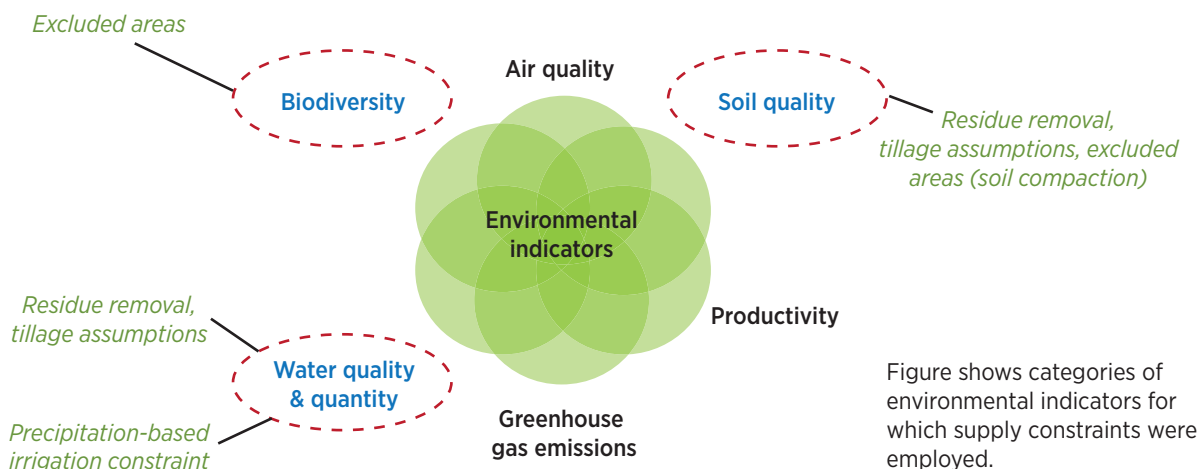 Excluded areas
Biodiversity
Air quality
Soil quality
Residue removal,
tillage assumptions, excluded
areas (soil compaction)
Environmental
indicators
Residue removal,
tillage assumptions
Productivity
Water quality
& quantity
Precipitation-based
irrigation constraint
Greenhouse
gas emissions
Figure shows categories of
environmental indicators for
which supply constraints were
employed.